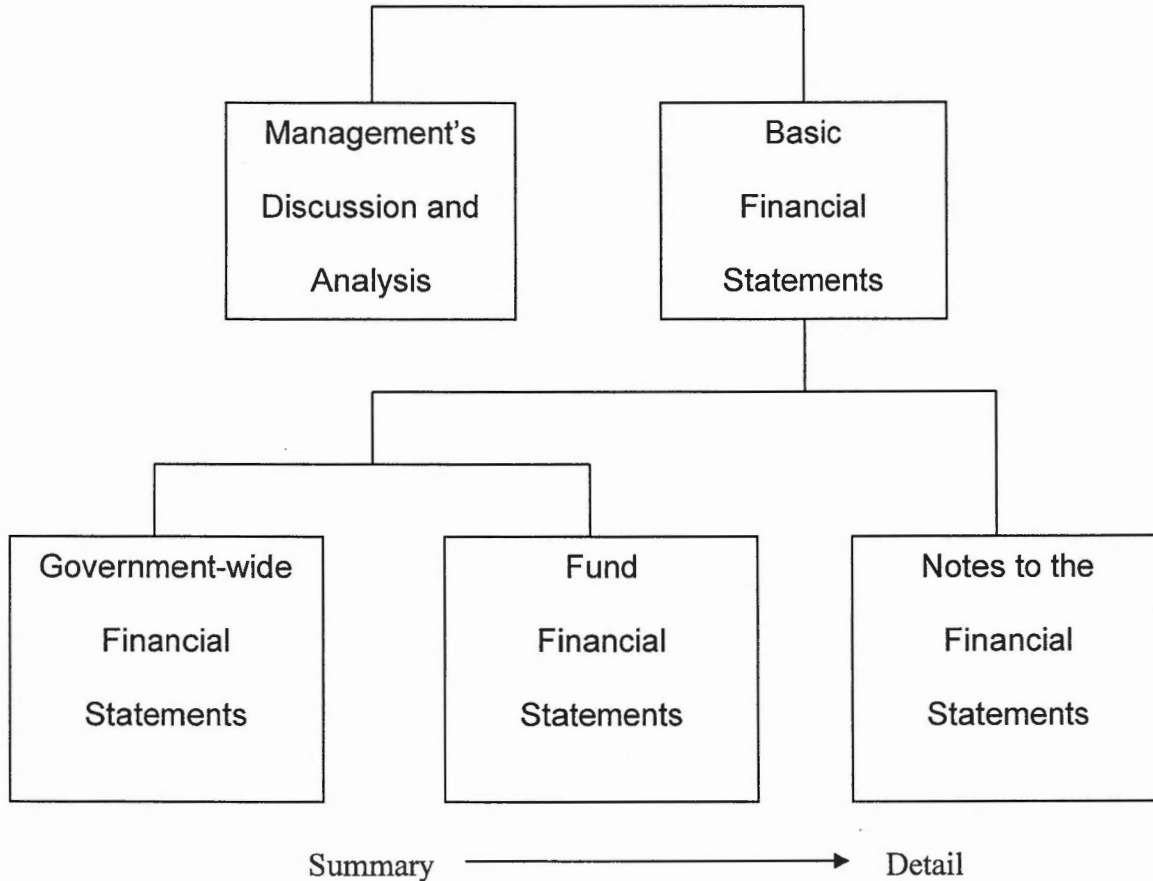 Management's
Discussion and
Analysis
Basic
Financial
Statements
Government-wide
Financial
Statements
Fund
Financial
Statements
Notes to the
Financial
Statements
Summary
Detail